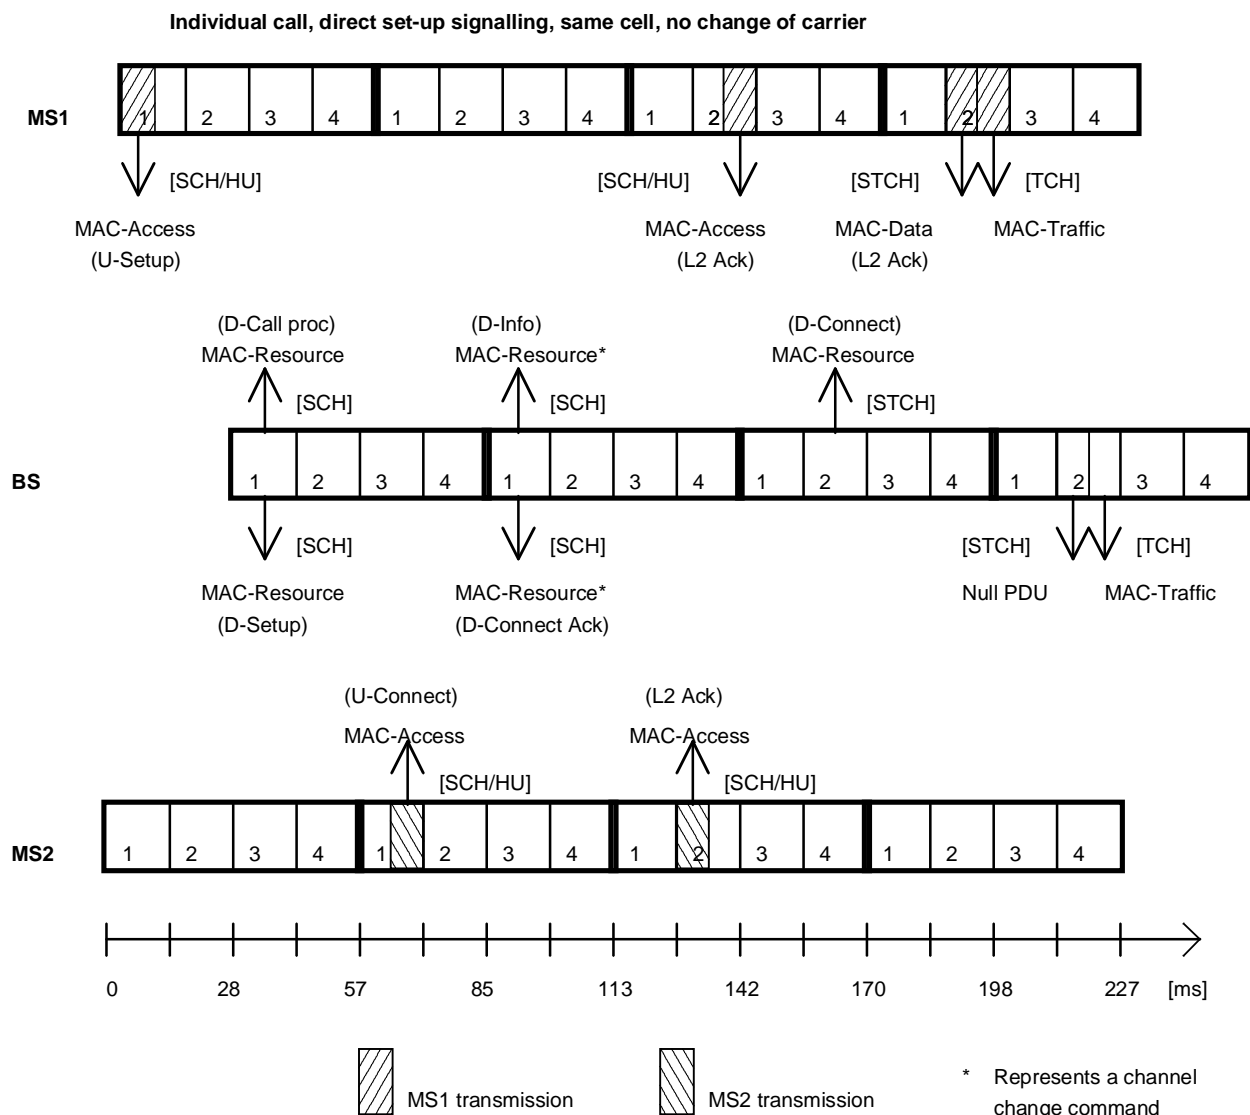 Individual call, direct set-up signalling, same cell, no change of carrier
MS1
1 2 3 4 1 2 3 4 1 2 3 4 1 2 3 4
[SCH/HU] [SCH/HU] [STCH] [TCH]
MAC-Access MAC-Access MAC-Data MAC-Traffic
(U-Setup) (L2 Ack) (L2 Ack)
(D-Call proc) (D-Info) (D-Connect)
MAC-Resource MAC-Resource* MAC-Resource
[SCH] [SCH] [STCH]
BS
1 2 3 4 1 2 3 4 1 2 3 4 1 2 3 4
[SCH] [SCH] [STCH] [TCH]
MAC-Resource MAC-Resource* Null PDU MAC-Traffic
(D-Setup) (D-Connect Ack)
(U-Connect) (L2 Ack)
MAC-Access MAC-Access
[SCH/HU] [SCH/HU]
MS2
1 2 3 4 1 2 3 4 1 2 3 4 1 2 3 4
0 28 57 85 113 142 170 198 227 [ms]
MS1 transmission MS2 transmission
* Represents a channel
change command